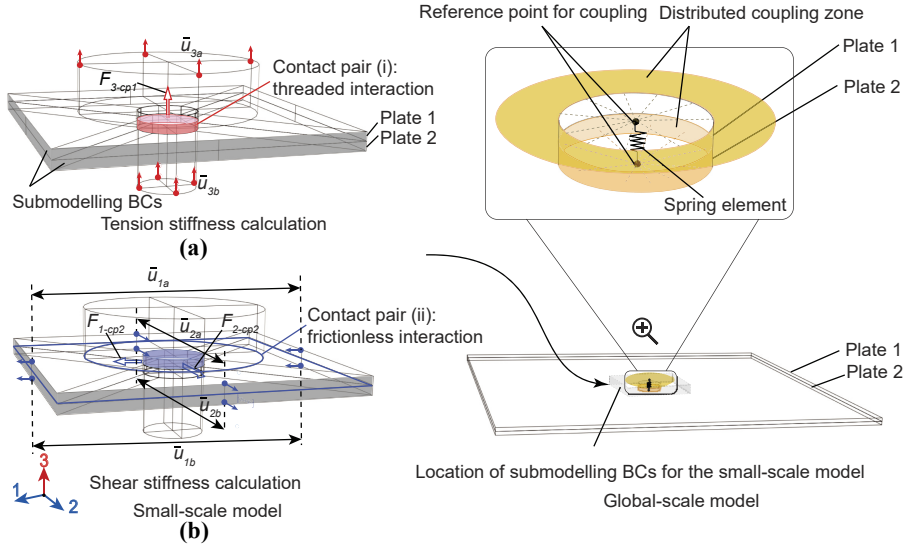 ū3a
F̄3-cp1
Contact pair (i):
threaded interaction
Plate 1
Plate 2
ū3b
Submodelling BCs
Tension stiffness calculation
(a)
ū1a
F1-cp2
ū2a
F2-cp2
Contact pair (ii):
frictionless interaction
ū2b
ū1b
3
1
2
Shear stiffness calculation
Small-scale model
(b)
Reference point for coupling
Distributed coupling zone
Plate 1
Plate 2
Spring element
Plate 1
Plate 2
Location of submodelling BCs for the small-scale model
Global-scale model